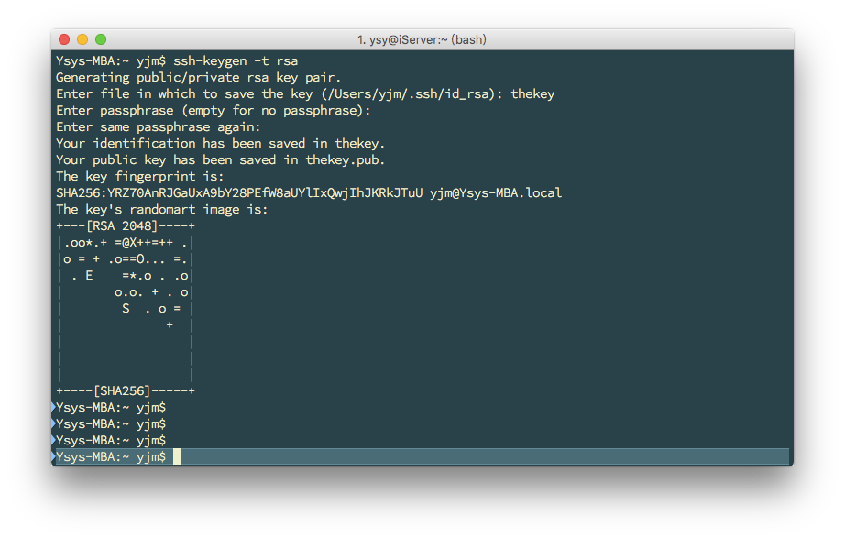 1. ysy@iServer:~ (bash)
Ysys-MBA:~ yjm$ ssh-keygen -t rsa
Generating public/private rsa key pair.
Enter file in which to save the key (/Users/yjm/.ssh/id_rsa): thekey
Enter passphrase (empty for no passphrase):
Enter same passphrase again:
Your identification has been saved in thekey.
Your public key has been saved in thekey.pub.
The key fingerprint is:
SHA256:YRZ70AnRJGaUxA9bY28PEfW8aUYlIxQwjIhJKRkJTuU yjm@Ysys-MBA.local
The key's randomart image is:
+---[RSA 2048]----+
|.oo*.+ =@X++=++ .|
|o = + .o==O... =.|
| . E    =*.o . .o|
|       o.o. + . o|
|        S  . o = |
|              +  |
|                 |
|                 |
|                 |
+----[SHA256]-----+
Ysys-MBA:~ yjm$
Ysys-MBA:~ yjm$
Ysys-MBA:~ yjm$
Ysys-MBA:~ yjm$